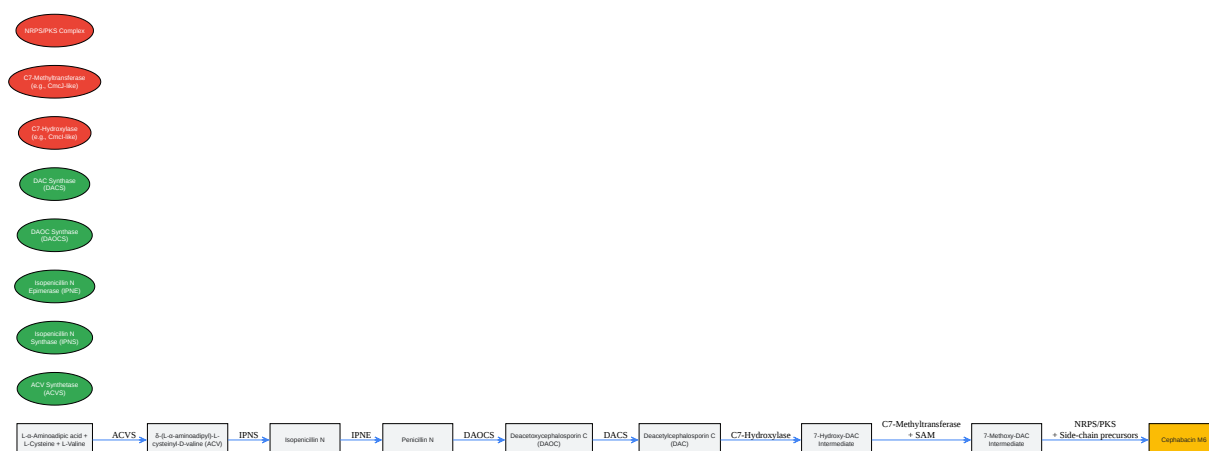 NRPS/PKS Complex
C7-Methyltransferase
(e.g., CmcJ-like)
C7-Hydroxylase
(e.g., CmcI-like)
DAC Synthase
(DACS)
DAOC Synthase
(DAOCS)
Isopenicillin N
Epimerase (IPNE)
Isopenicillin N
Synthase (IPNS)
ACV Synthetase
(ACVS)
L-α-Aminoadipic acid +
L-Cysteine + L-Valine
ACVS
δ-(L-α-aminoadipyl)-L-
cysteinyl-D-valine (ACV)
IPNS
Isopenicillin N
IPNE
Penicillin N
DAOCS
Deacetoxycephalosporin C
(DAOC)
DACS
Deacetylcephalosporin C
(DAC)
C7-Hydroxylase
7-Hydroxy-DAC
Intermediate
C7-Methyltransferase
+ SAM
7-Methoxy-DAC
Intermediate
NRPS/PKS
+ Side-chain precursors
Cephabacin M6